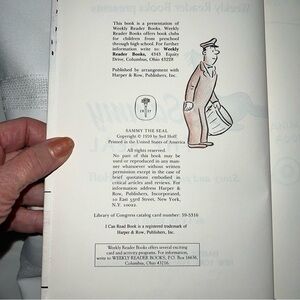 This book is a presentation of
Weekly Reader Books. Weekly
Reader Books offers book clubs
for children from preschool
through high school. For further
information write to Weekly
Reader Books, 4343 Equity
Drive, Columbus, Ohio 43228
Published by arrangement with
Harper & Row, Publishers, Inc.
SAMMY THE SEAL
Copyright © 1959 by Syd Hoff
Printed in the United States of America
All rights reserved.
No part of this book may be
used or reproduced in any man-
ner whatsoever without written
permission except in the case of
brief quotations embodied in
critical articles and reviews. For
information address Harper &
Row, Publishers, Incorporated,
10 East 53rd Street, New York,
N.Y. 10022.
Library of Congress catalog card number: 59-5316
I Can Read Book is a registered trademark of
Harper & Row, Publishers, Inc.
Weekly Reader Books offers several exciting
card and activity programs. For information,
write to WEEKLY READER BOOKS, P.O. Box 16636,
Columbus, Ohio 43216.